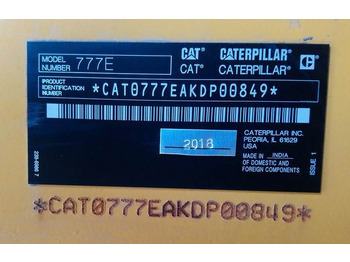 MODEL NUMBER 777E
CAT® CATERPILLAR®
CAT® CATERPILLAR®
PRODUCT IDENTIFICATION NUMBER
*CAT0777EAKDP00849*
2018
CATERPILLAR INC.
PEORIA, IL 61629
USA
MADE IN INDIA
OF DOMESTIC AND
FOREIGN COMPONENTS
ISSUE 1
*CAT0777EAKDP00849*